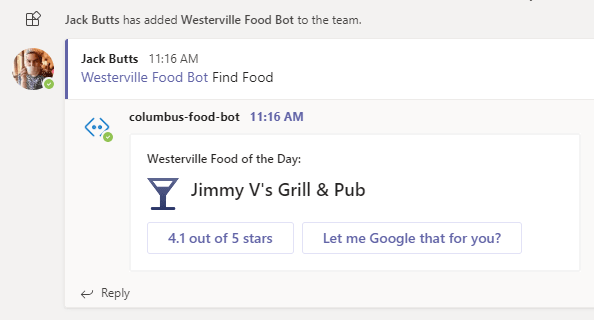 Jack Butts has added Westerville Food Bot to the team.
Jack Butts 11:16 AM
Westerville Food Bot Find Food
columbus-food-bot 11:16 AM
Westerville Food of the Day:
Jimmy V's Grill & Pub
4.1 out of 5 stars Let me Google that for you?
Reply